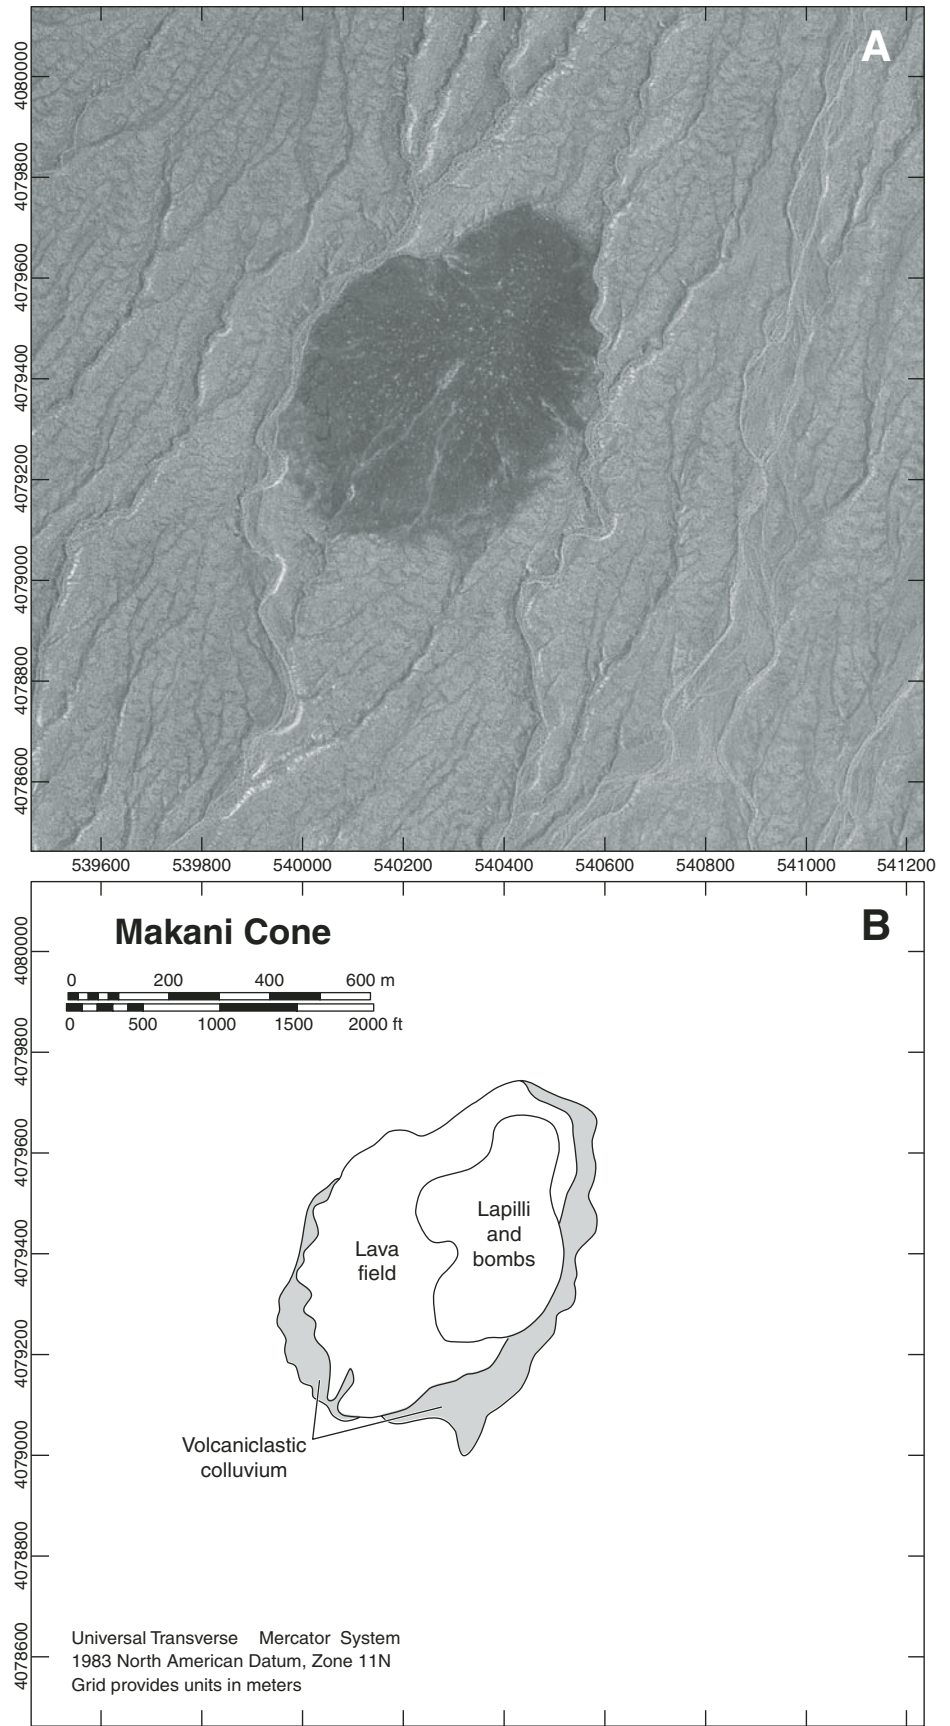 A
4080000
4079800
4079600
4079400
4079200
4079000
4078800
4078600
539600 539800 540000 540200 540400 540600 540800 541000 541200
Makani Cone
B
0 200 400 600 m
0 500 1000 1500 2000 ft
4080000
4079800
4079600
4079400
4079200
4079000
4078800
4078600
Lapilli
and
bombs
Lava
field
Volcaniclastic
colluvium
Universal Transverse Mercator System
1983 North American Datum, Zone 11N
Grid provides units in meters